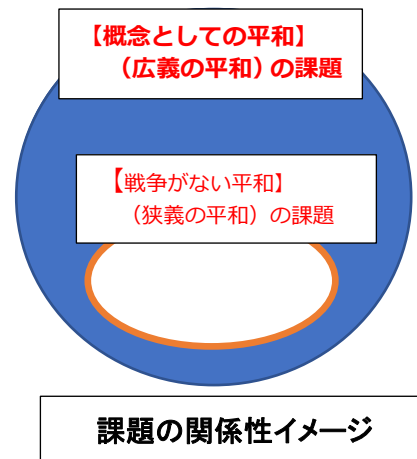 【概念としての平和】
（広義の平和）の課題
【戦争がない平和】
（狭義の平和）の課題
課題の関係性イメージ